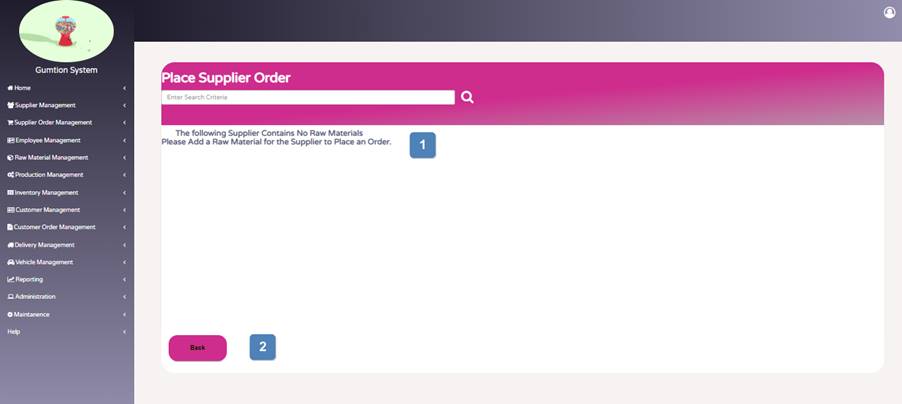 Gumtion System
Home
Supplier Management
Supplier Order Management
Employee Management
Raw Material Management
Production Management
Inventory Management
Customer Management
Customer Order Management
Delivery Management
Vehicle Management
Reporting
Administration
Maintanence
Help
Place Supplier Order
Enter Search Criteria
The following Supplier Contains No Raw Materials
Please Add a Raw Material for the Supplier to Place an Order.
1
Back
2